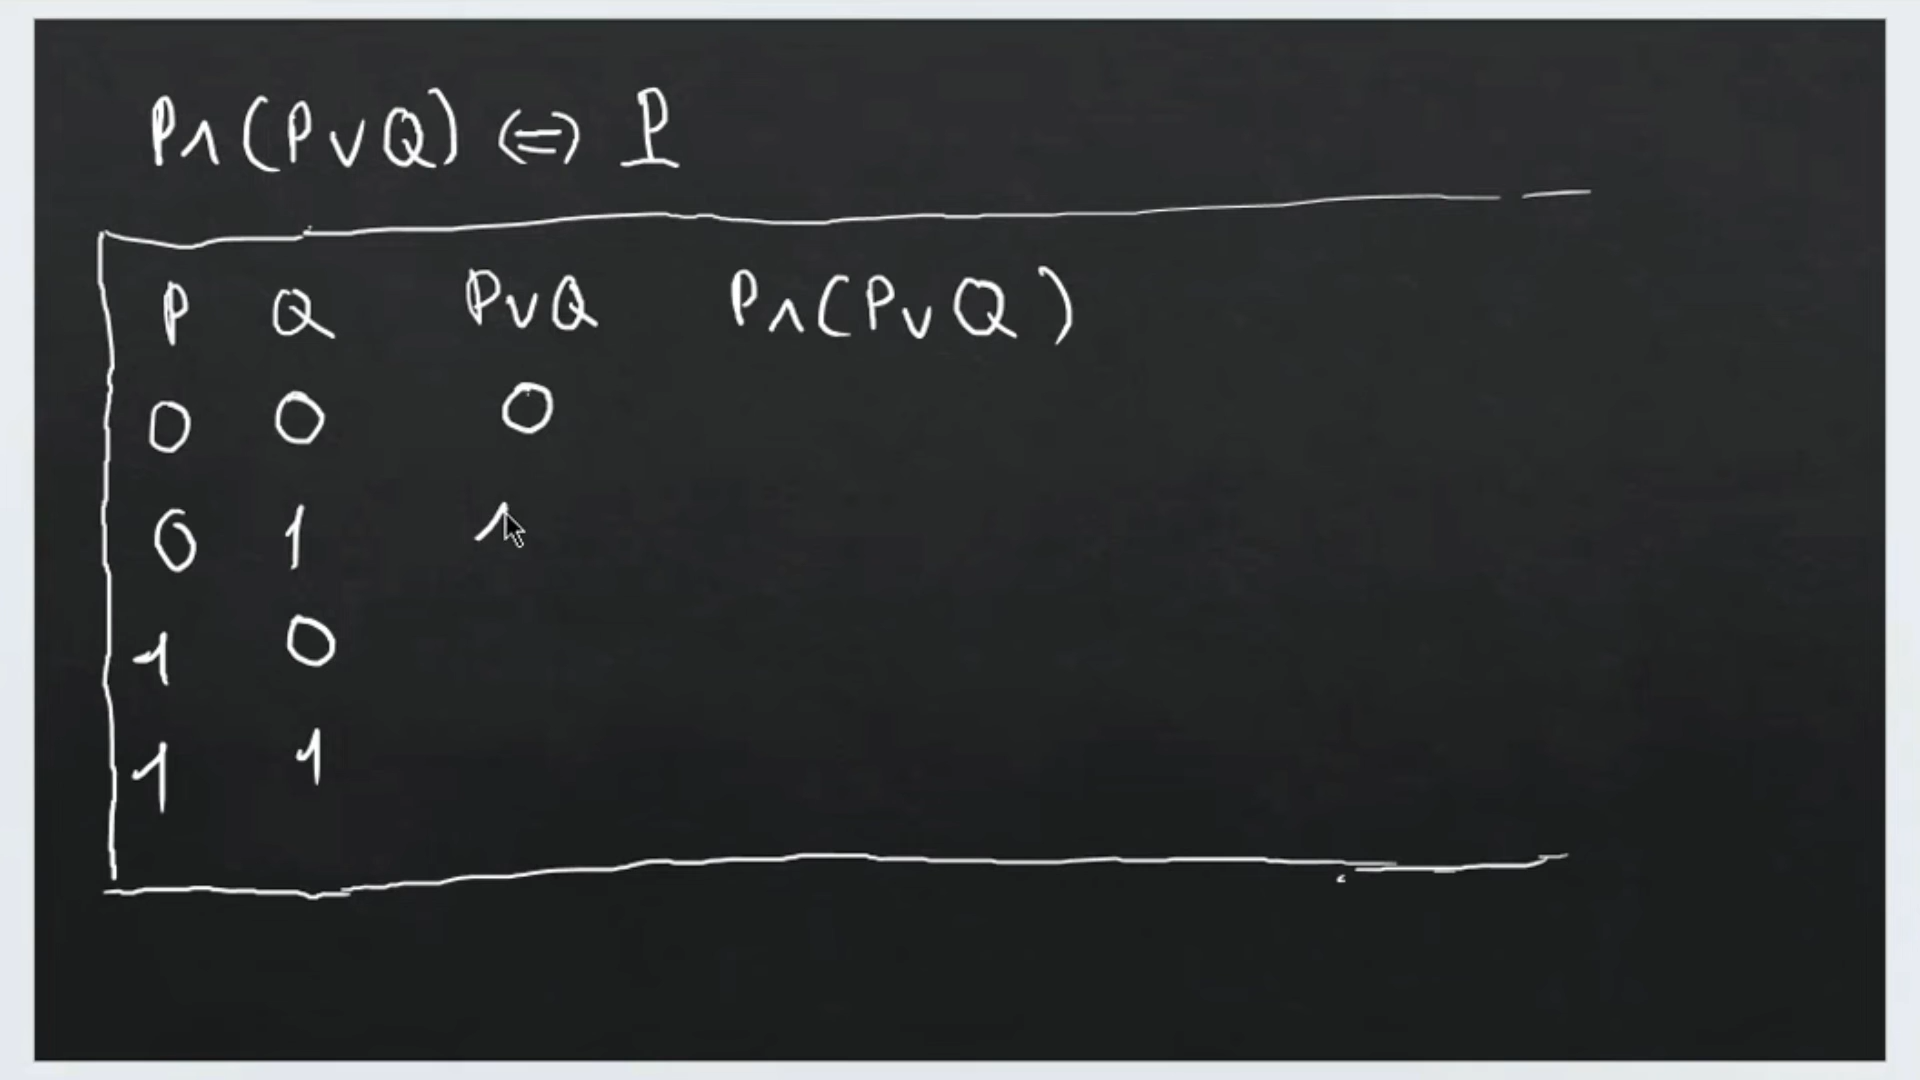 P∧(P∨Q) ⇔ P
P Q P∨Q P∧(P∨Q)
0 0 0
0 1 1
1 0
1 1